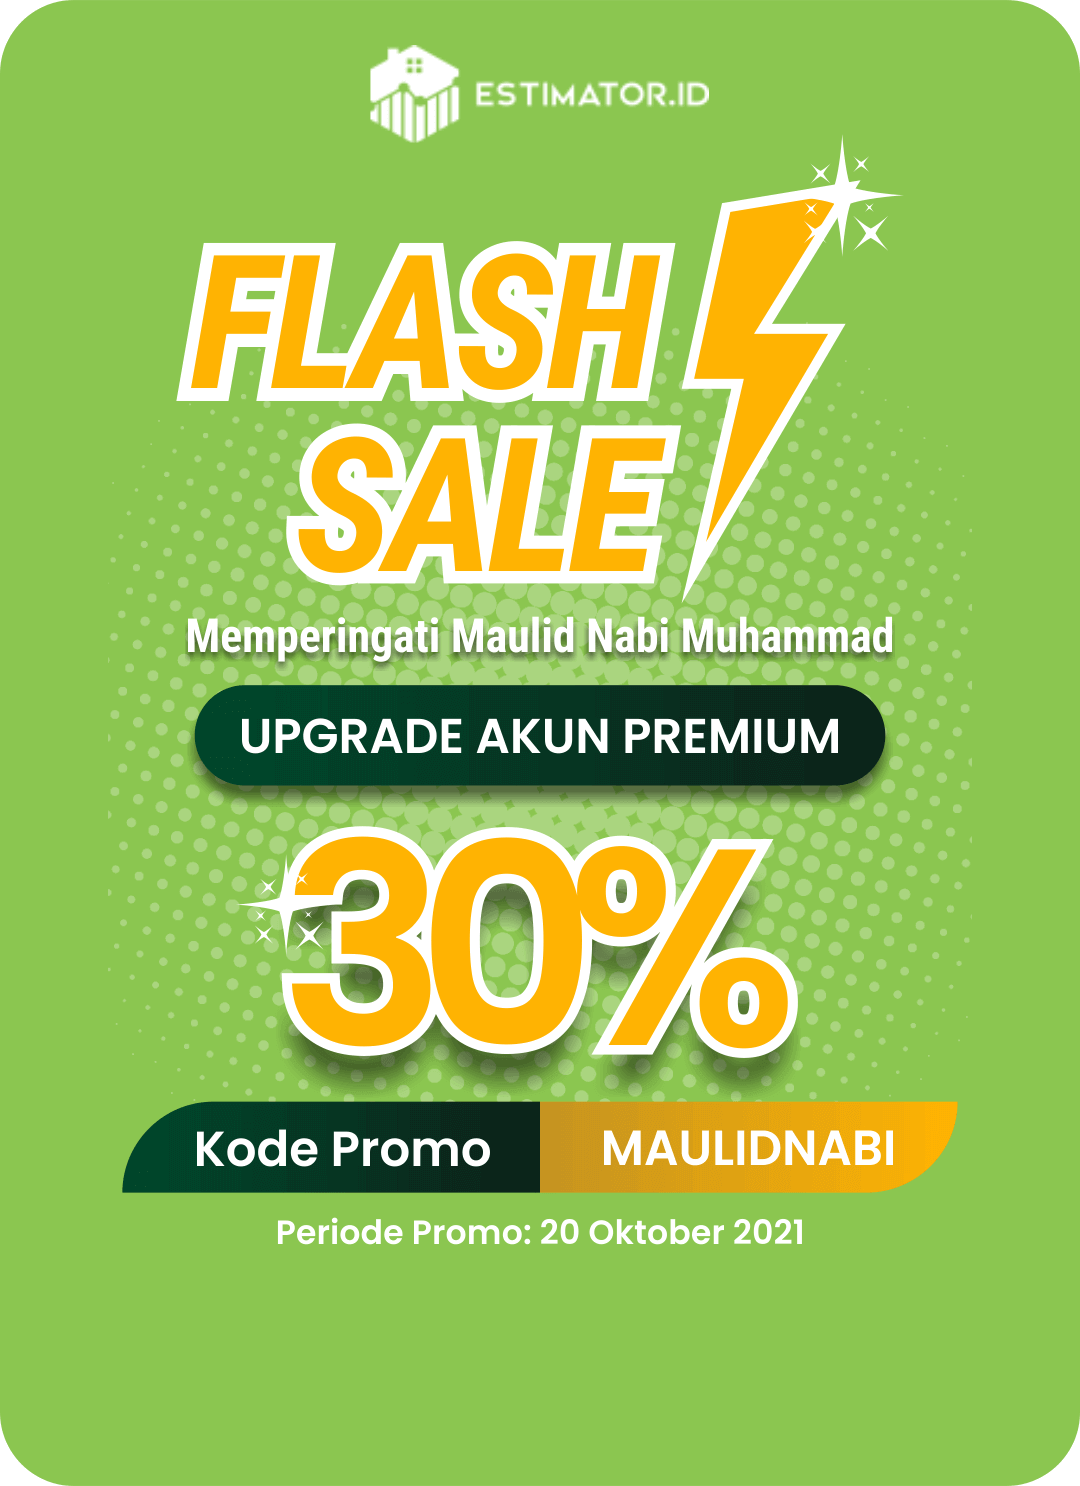 ESTIMATOR.ID
FLASH
SALE
Memperingati Maulid Nabi Muhammad
UPGRADE AKUN PREMIUM
30%
Kode Promo MAULIDNABI
Periode Promo: 20 Oktober 2021